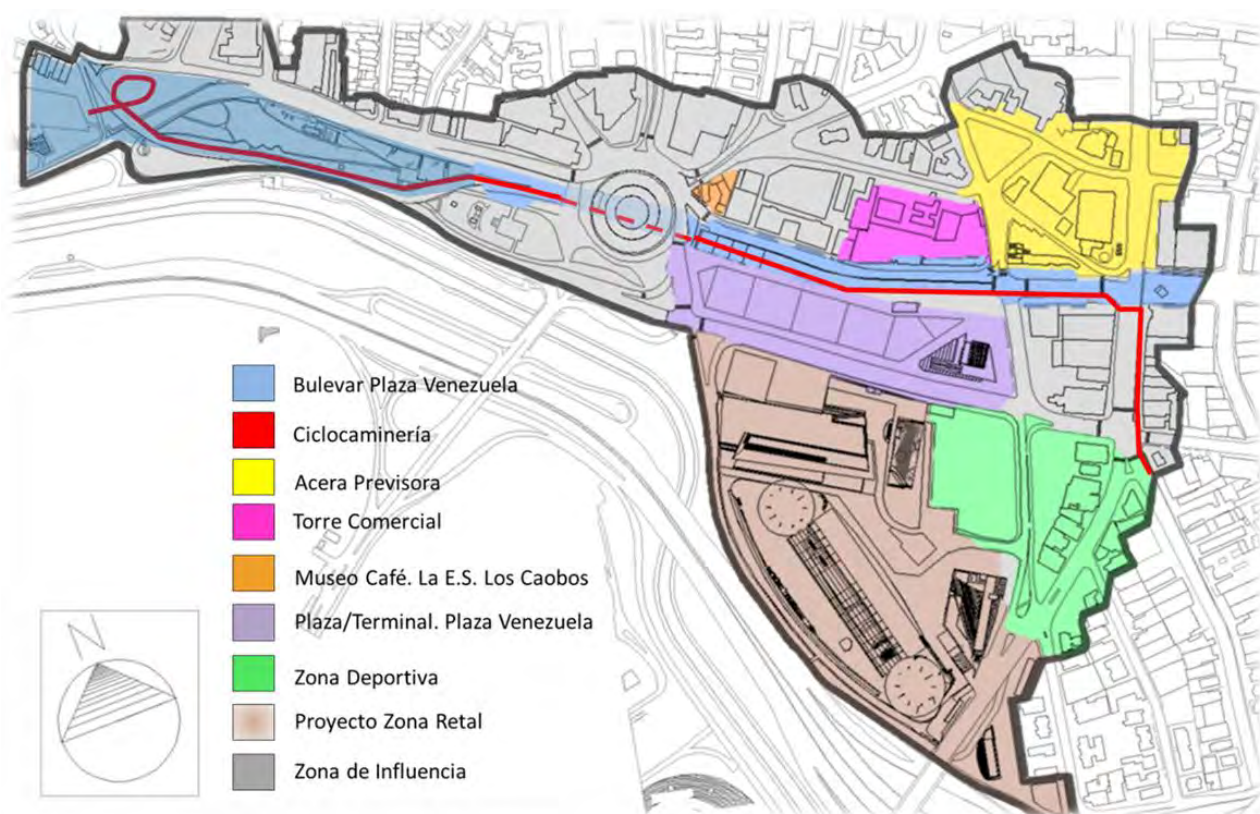 Bulevar Plaza Venezuela
Ciclocaminería
Acera Previsora
Torre Comercial
Museo Café. La E.S. Los Caobos
Plaza/Terminal. Plaza Venezuela
Zona Deportiva
Proyecto Zona Retal
Zona de Influencia
N